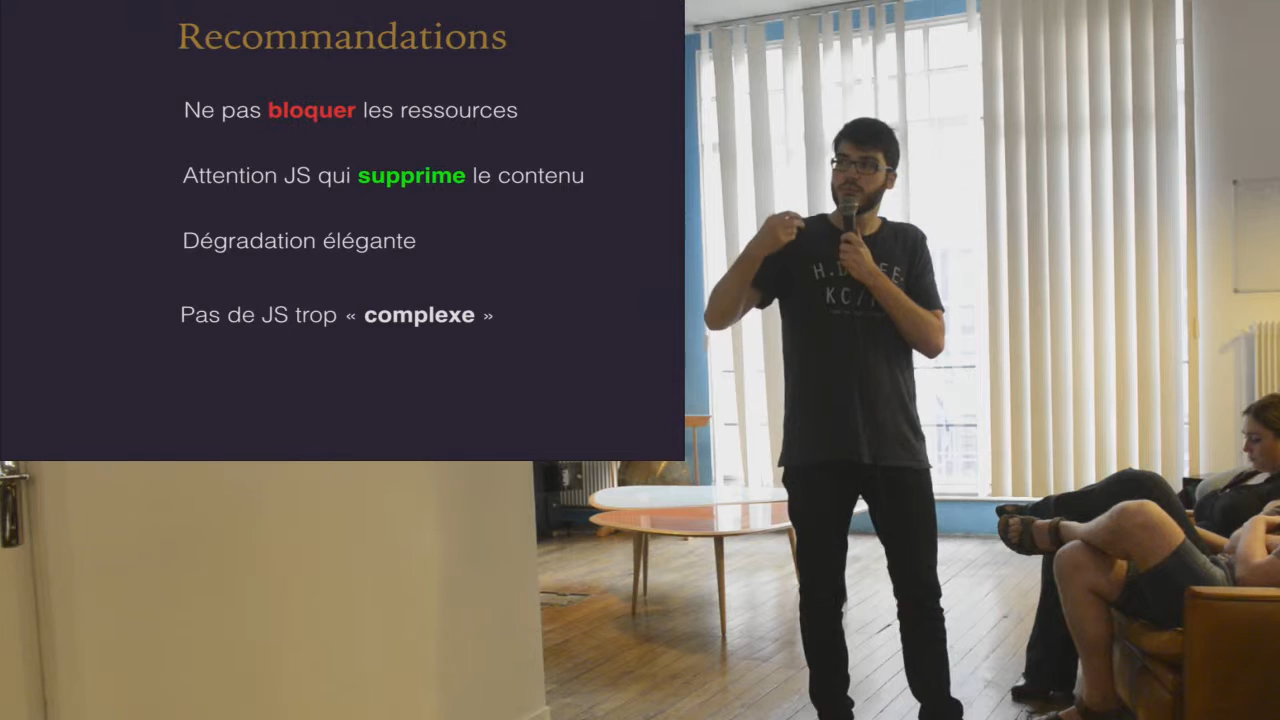 Recommandations
Ne pas bloquer les ressources
Attention JS qui supprime le contenu
Dégradation élégante
Pas de JS trop « complexe »